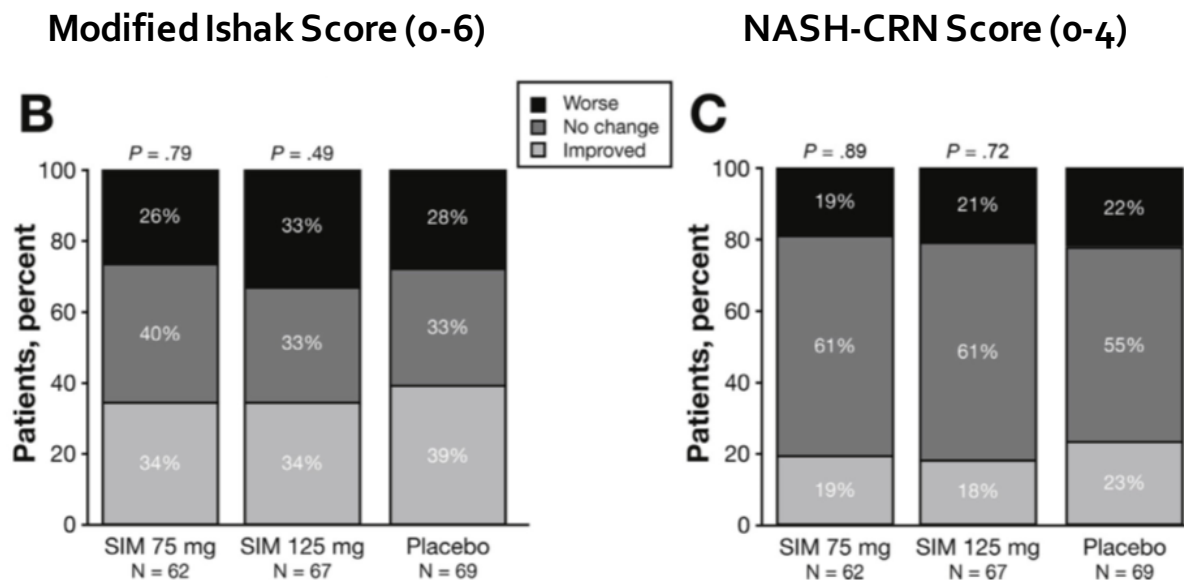 Modified Ishak Score (0-6)
NASH-CRN Score (0-4)
B
Worse
No change
Improved
C
P = .79
P = .49
P = .89
P = .72
Patients, percent
100
80
60
40
20
0
26%
33%
28%
40%
33%
33%
34%
34%
39%
SIM 75 mg
N = 62
SIM 125 mg
N = 67
Placebo
N = 69
Patients, percent
100
80
60
40
20
0
19%
21%
22%
61%
61%
55%
19%
18%
23%
SIM 75 mg
N = 62
SIM 125 mg
N = 67
Placebo
N = 69